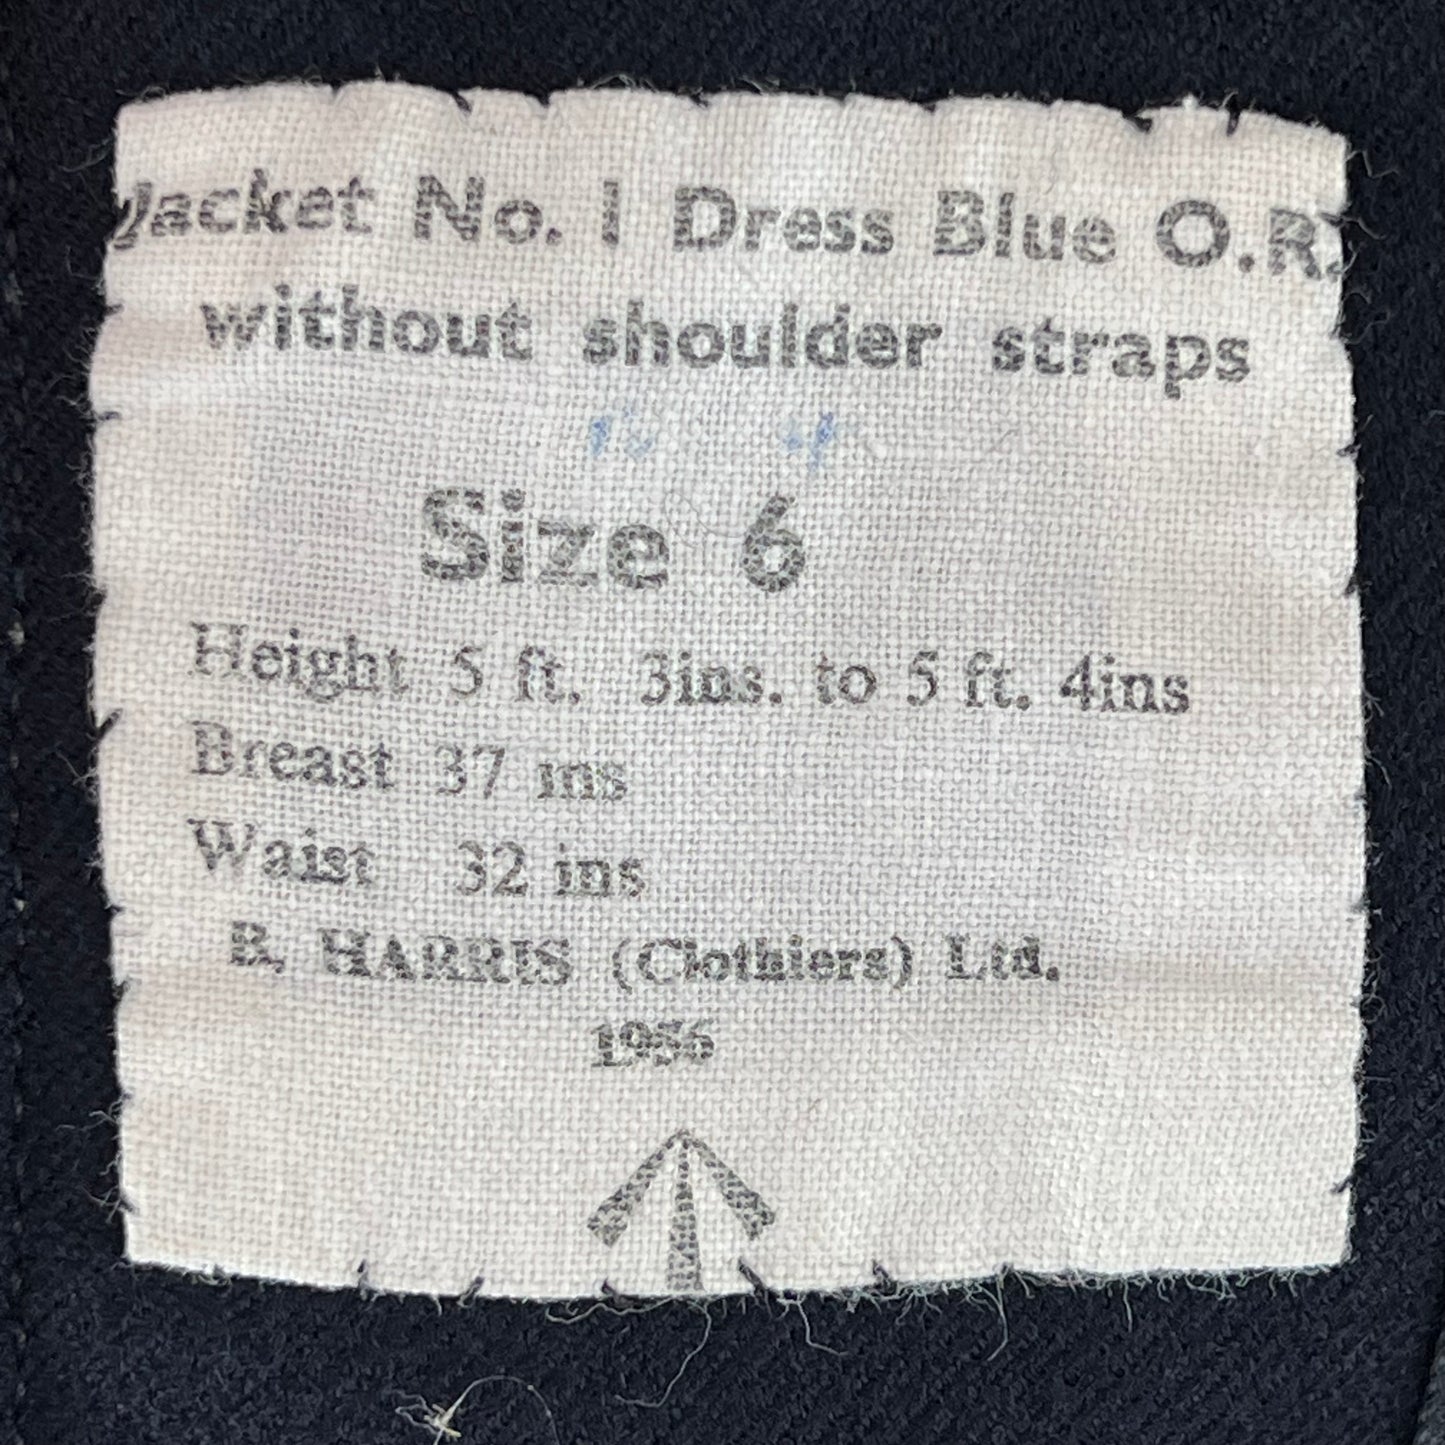 Jacket No. 1 Dress Blue O.R.
without shoulder straps
Size 6
Height 5 ft. 3ins. to 5 ft. 4ins
Breast 37 ins
Waist 32 ins
R. HARRIS (Clothiers) Ltd.
1956